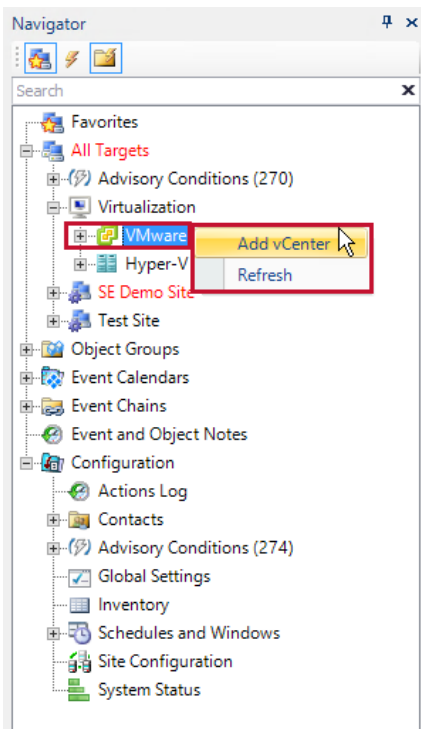 Navigator
Search
Favorites
All Targets
Advisory Conditions (270)
Virtualization
VMware
Add vCenter
Hyper-V
Refresh
SE Demo Site
Test Site
Object Groups
Event Calendars
Event Chains
Event and Object Notes
Configuration
Actions Log
Contacts
Advisory Conditions (274)
Global Settings
Inventory
Schedules and Windows
Site Configuration
System Status